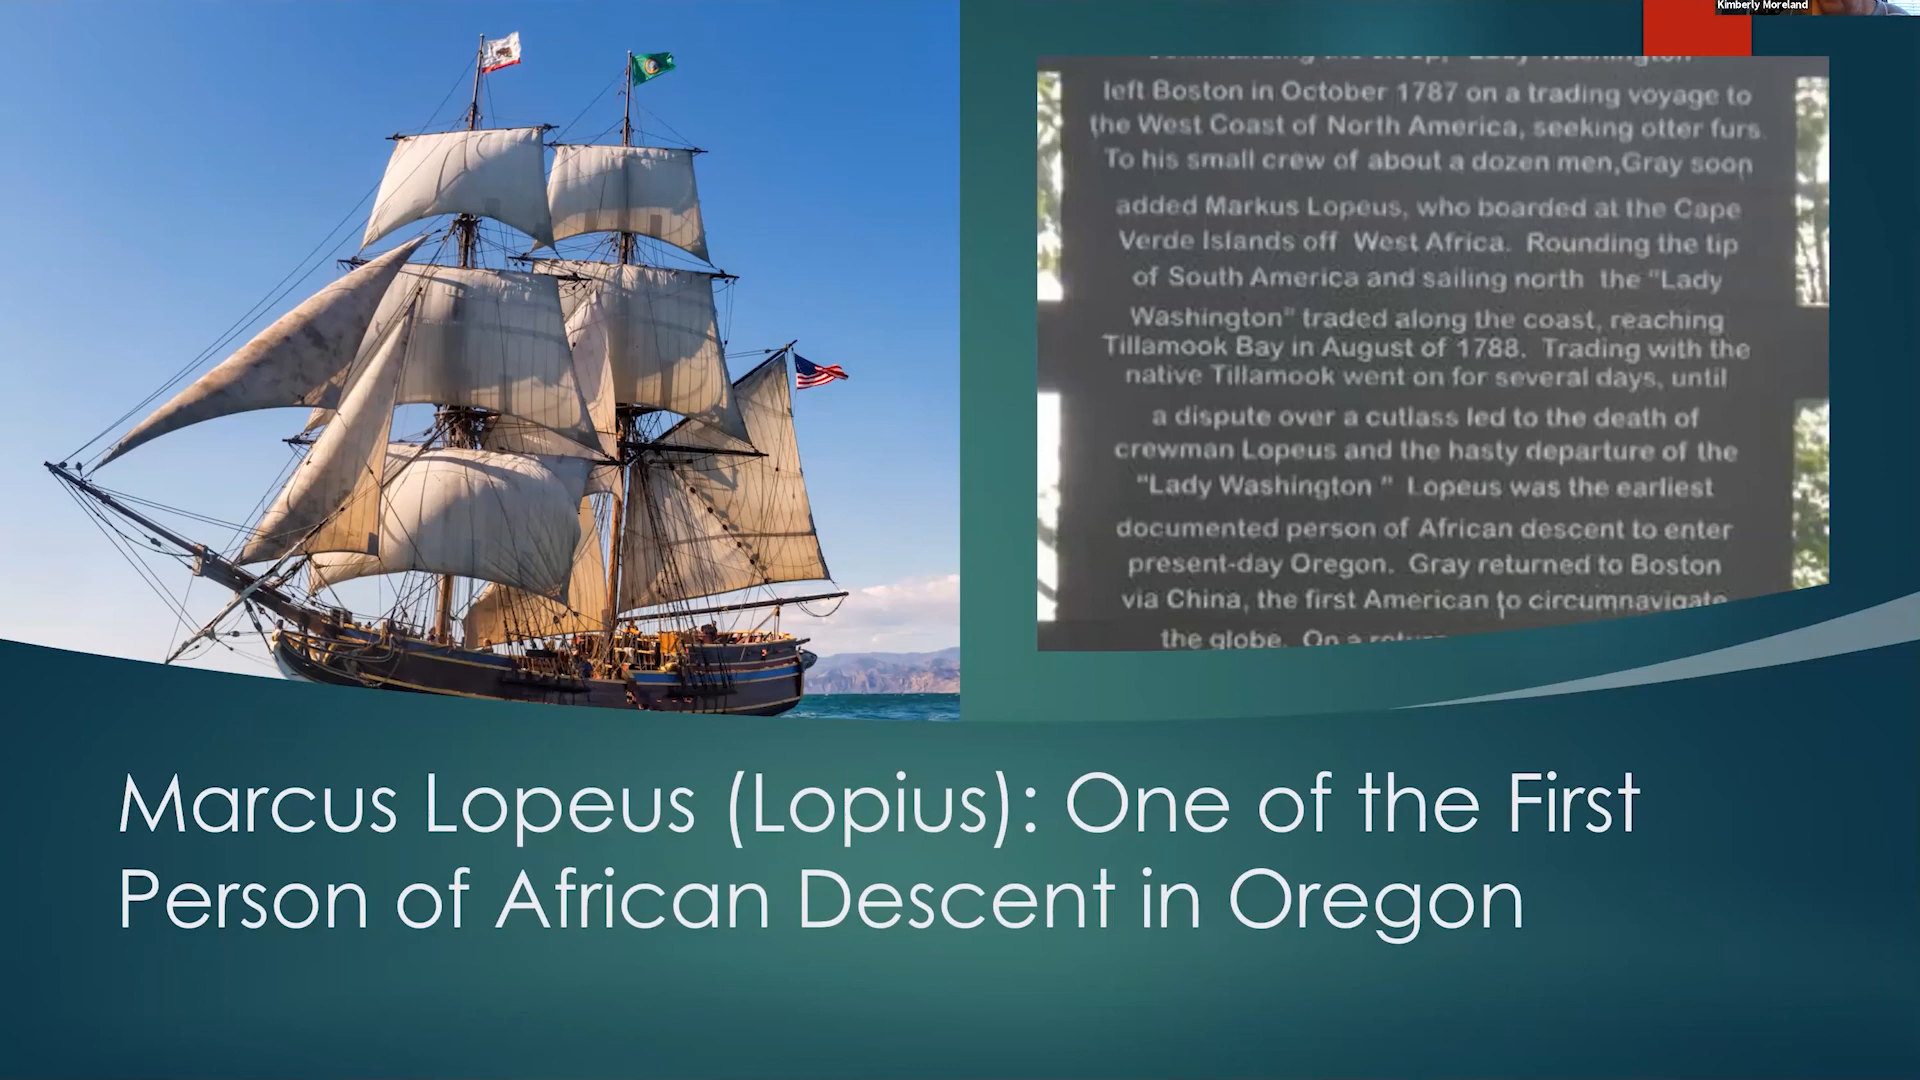 Kimberly Moreland
commanding the sloop, "Lady Washington"
left Boston in October 1787 on a trading voyage to
the West Coast of North America, seeking otter furs.
To his small crew of about a dozen men,Gray soon
added Markus Lopeus, who boarded at the Cape
Verde Islands off West Africa. Rounding the tip
of South America and sailing north the "Lady
Washington" traded along the coast, reaching
Tillamook Bay in August of 1788. Trading with the
native Tillamook went on for several days, until
a dispute over a cutlass led to the death of
crewman Lopeus and the hasty departure of the
"Lady Washington " Lopeus was the earliest
documented person of African descent to enter
present-day Oregon. Gray returned to Boston
via China, the first American to circumnavigate
the globe. On a
Marcus Lopeus (Lopius): One of the First
Person of African Descent in Oregon